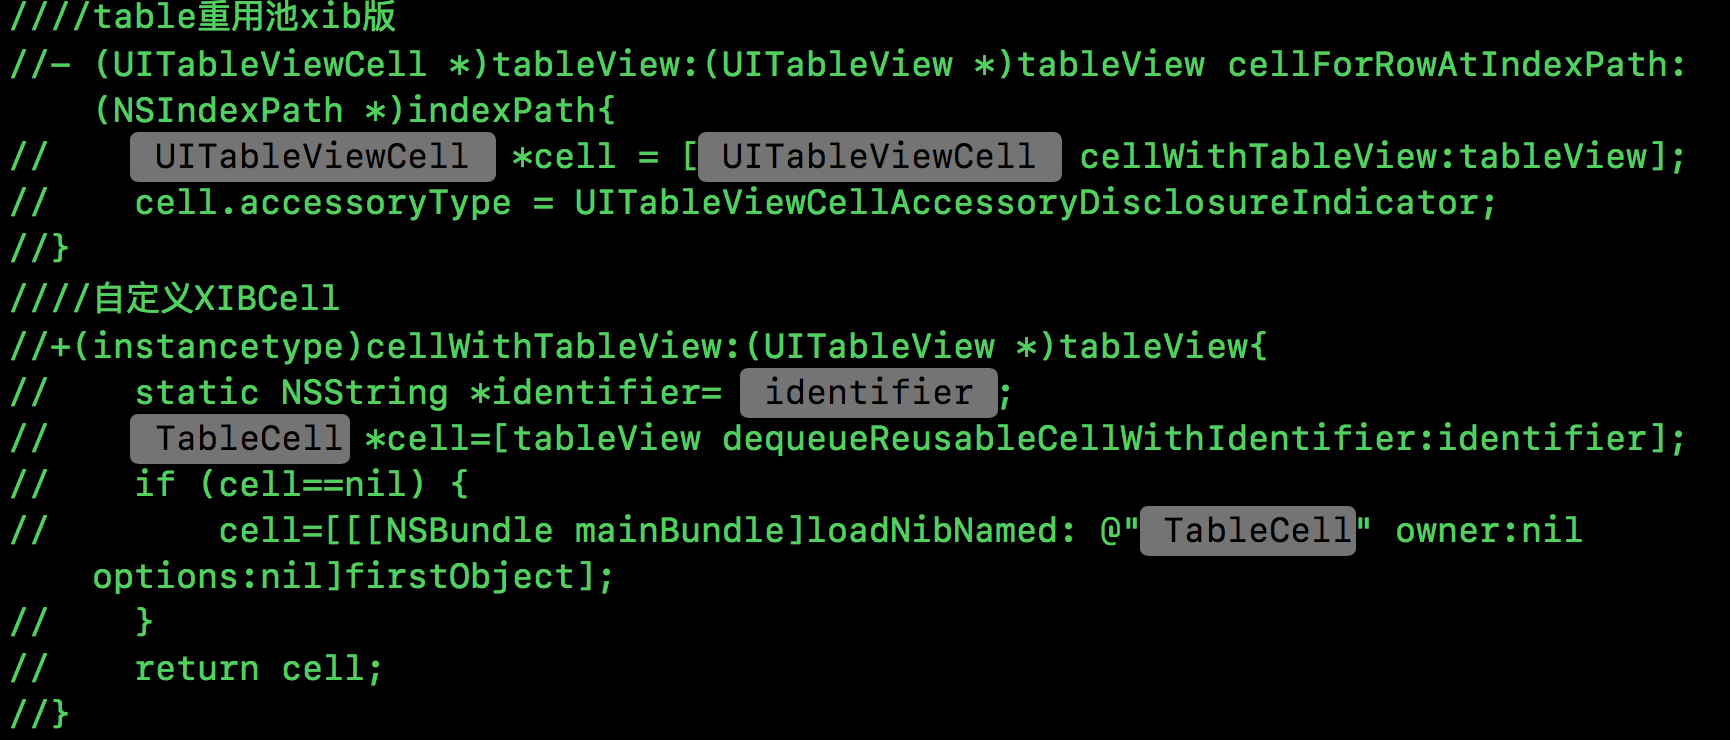 ////table重用池xib版
//- (UITableViewCell *)tableView:(UITableView *)tableView cellForRowAtIndexPath:
(NSIndexPath *)indexPath{
// UITableViewCell *cell = [ UITableViewCell cellWithTableView:tableView];
// cell.accessoryType = UITableViewCellAccessoryDisclosureIndicator;
//}
////自定义XIBCell
//+(instancetype)cellWithTableView:(UITableView *)tableView{
// static NSString *identifier= identifier ;
// TableCell *cell=[tableView dequeueReusableCellWithIdentifier:identifier];
// if (cell==nil) {
// cell=[[[NSBundle mainBundle]loadNibNamed: @" TableCell" owner:nil
options:nil]firstObject];
// }
// return cell;
//}